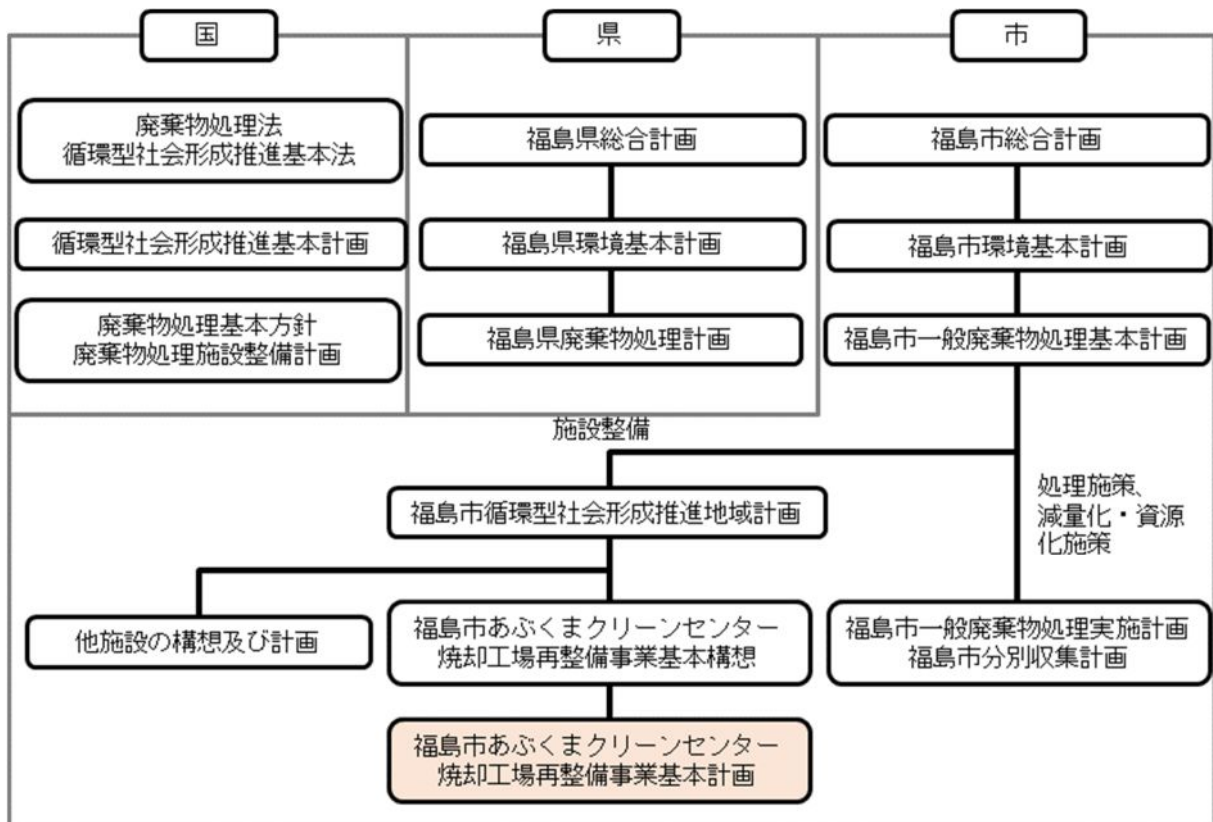 国
県
市
廃棄物処理法
循環型社会形成推進基本法
循環型社会形成推進基本計画
廃棄物処理基本方針
廃棄物処理施設整備計画
福島県総合計画
福島県環境基本計画
福島県廃棄物処理計画
福島市総合計画
福島市環境基本計画
福島市一般廃棄物処理基本計画
施設整備
処理施策、
減量化・資源
化施策
福島市循環型社会形成推進地域計画
他施設の構想及び計画
福島市あぶくまクリーンセンター
焼却工場再整備事業基本構想
福島市一般廃棄物処理実施計画
福島市分別収集計画
福島市あぶくまクリーンセンター
焼却工場再整備事業基本計画